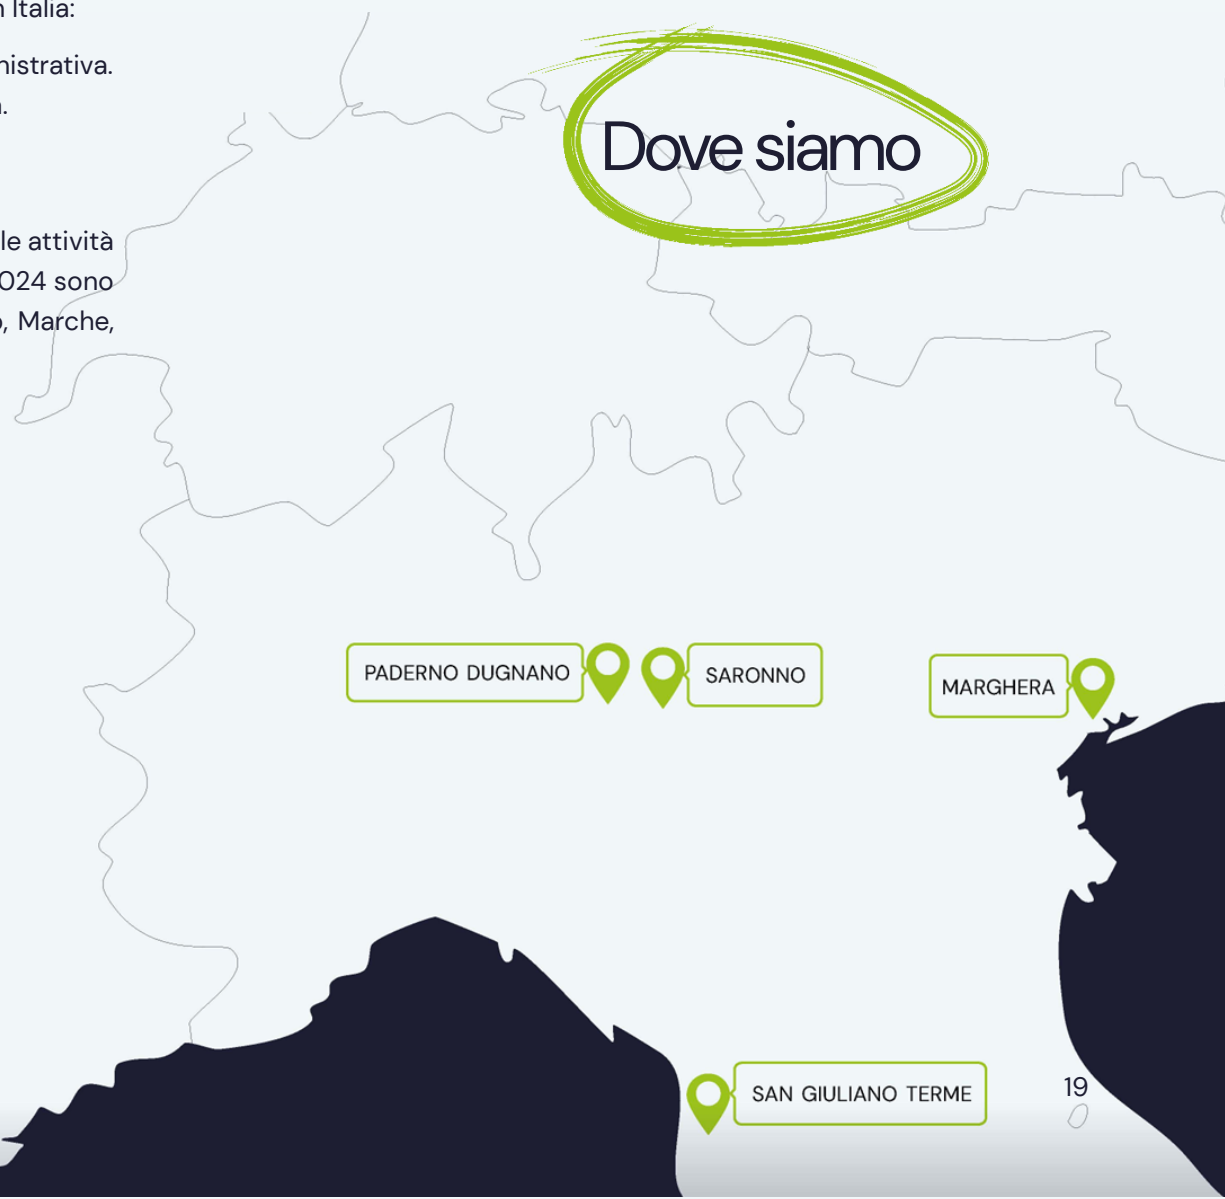 n Italia:
nistrativa.
le attività
024 sono
, Marche,
Dove siamo
PADERNO DUGNANO
SARONNO
MARGHERA
SAN GIULIANO TERME
19